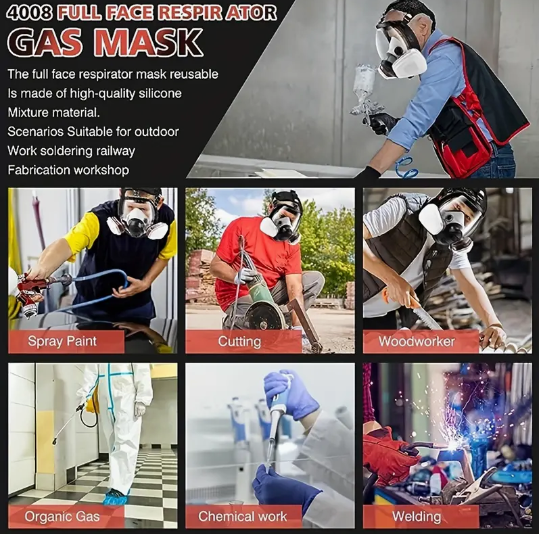 4008 FULL FACE RESPIR ATOR
GAS MASK
The full face respirator mask reusable
Is made of high-quality silicone
Mixture material.
Scenarios Suitable for outdoor
Work soldering railway
Fabrication workshop
Spray Paint
Cutting
Woodworker
Organic Gas
Chemical work
Welding